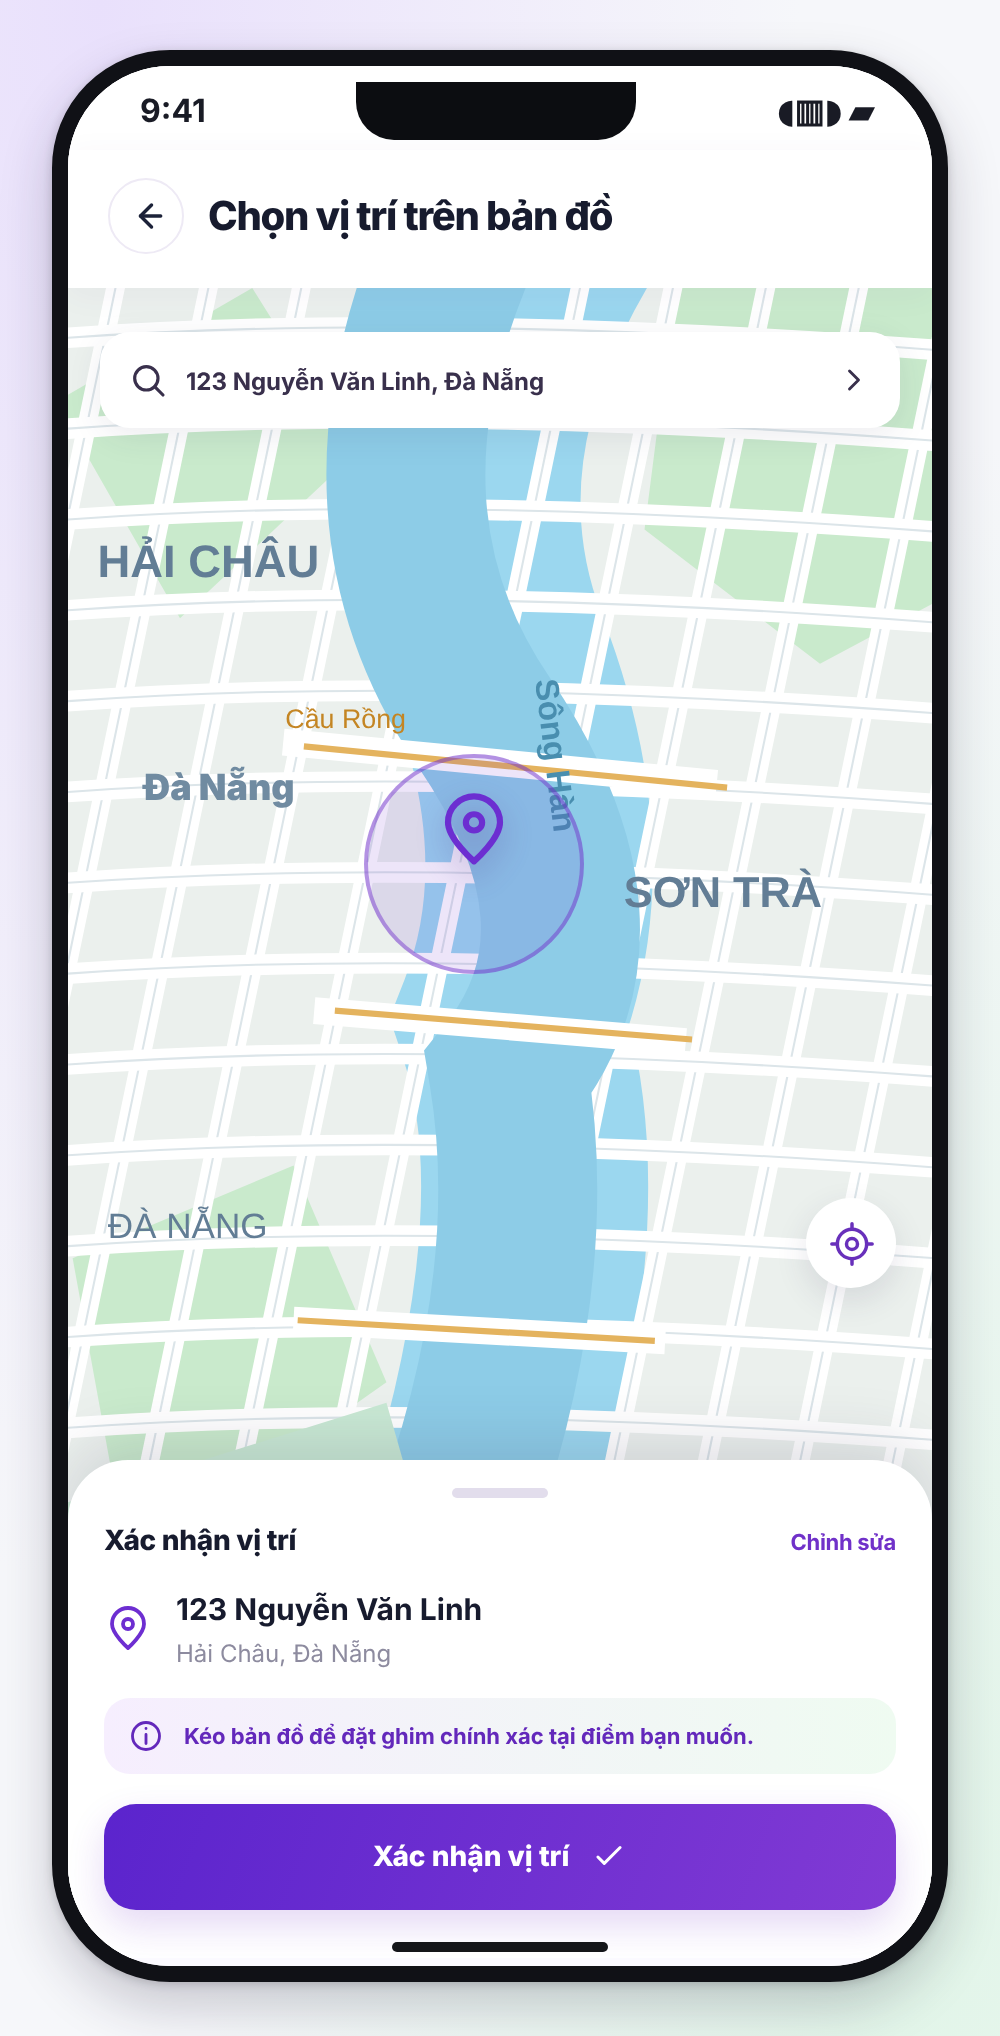 9:41
Chọn vị trí trên bản đồ
123 Nguyễn Văn Linh, Đà Nẵng
HẢI CHÂU
Cầu Rồng
Sông Hàn
Đà Nẵng
SƠN TRÀ
ĐÀ NẴNG
Xác nhận vị trí
Chỉnh sửa
123 Nguyễn Văn Linh
Hải Châu, Đà Nẵng
Kéo bản đồ để đặt ghim chính xác tại điểm bạn muốn.
Xác nhận vị trí